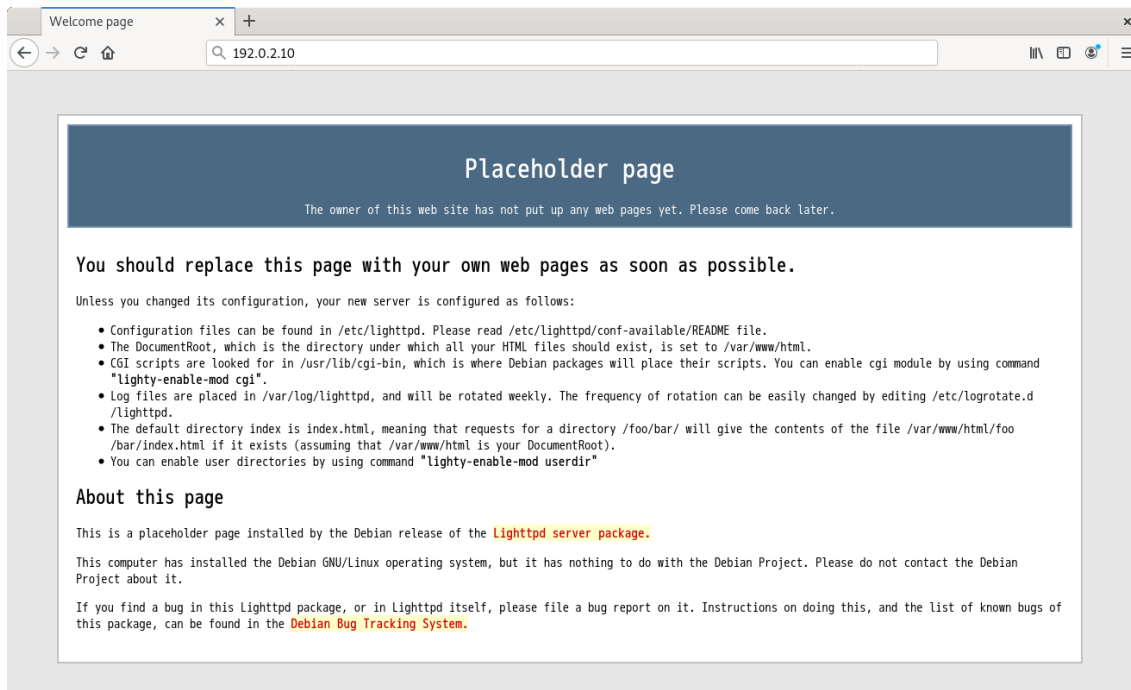 Welcome page
192.0.2.10
Placeholder page
The owner of this web site has not put up any web pages yet. Please come back later.
You should replace this page with your own web pages as soon as possible.
Unless you changed its configuration, your new server is configured as follows:
Configuration files can be found in /etc/lighttpd. Please read /etc/lighttpd/conf-available/README file.
The DocumentRoot, which is the directory under which all your HTML files should exist, is set to /var/www/html.
CGI scripts are looked for in /usr/lib/cgi-bin, which is where Debian packages will place their scripts. You can enable cgi module by using command
"lighty-enable-mod cgi".
Log files are placed in /var/log/lighttpd, and will be rotated weekly. The frequency of rotation can be easily changed by editing /etc/logrotate.d
/lighttpd.
The default directory index is index.html, meaning that requests for a directory /foo/bar/ will give the contents of the file /var/www/html/foo
/bar/index.html if it exists (assuming that /var/www/html is your DocumentRoot).
You can enable user directories by using command "lighty-enable-mod userdir"
About this page
This is a placeholder page installed by the Debian release of the Lighttpd server package.
This computer has installed the Debian GNU/Linux operating system, but it has nothing to do with the Debian Project. Please do not contact the Debian
Project about it.
If you find a bug in this Lighttpd package, or in Lighttpd itself, please file a bug report on it. Instructions on doing this, and the list of known bugs of
this package, can be found in the Debian Bug Tracking System.